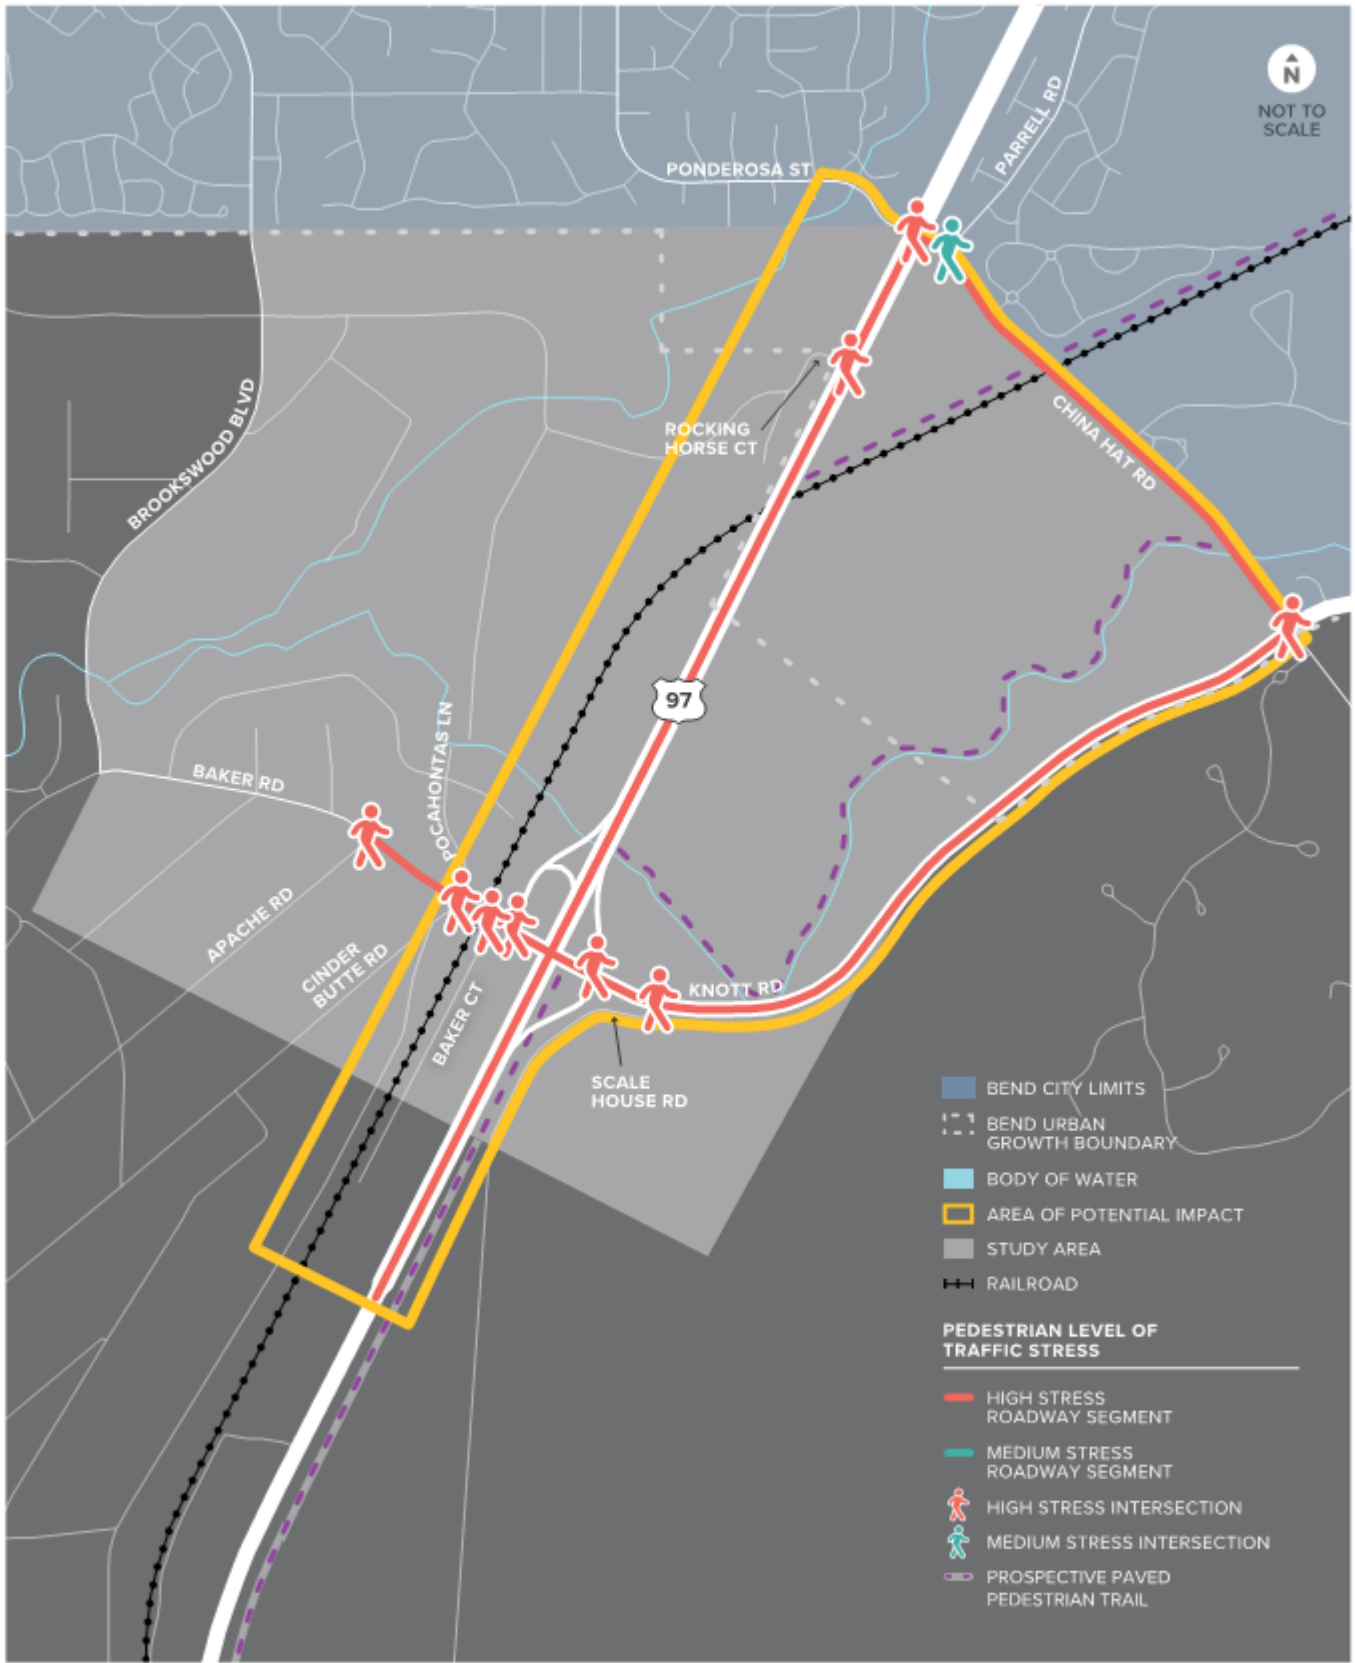 N
NOT TO
SCALE
PARRELL RD
PONDEROSA ST
ROCKING
HORSE CT
CHINA HAT RD
BROOKSWOOD BLVD
97
POCAHONTAS LN
BAKER RD
APACHE RD
CINDER
BUTTE RD
BAKER CT
KNOTT RD
SCALE
HOUSE RD
BEND CITY LIMITS
BEND URBAN
GROWTH BOUNDARY
BODY OF WATER
AREA OF POTENTIAL IMPACT
STUDY AREA
RAILROAD
PEDESTRIAN LEVEL OF
TRAFFIC STRESS
HIGH STRESS
ROADWAY SEGMENT
MEDIUM STRESS
ROADWAY SEGMENT
HIGH STRESS INTERSECTION
MEDIUM STRESS INTERSECTION
PROSPECTIVE PAVED
PEDESTRIAN TRAIL